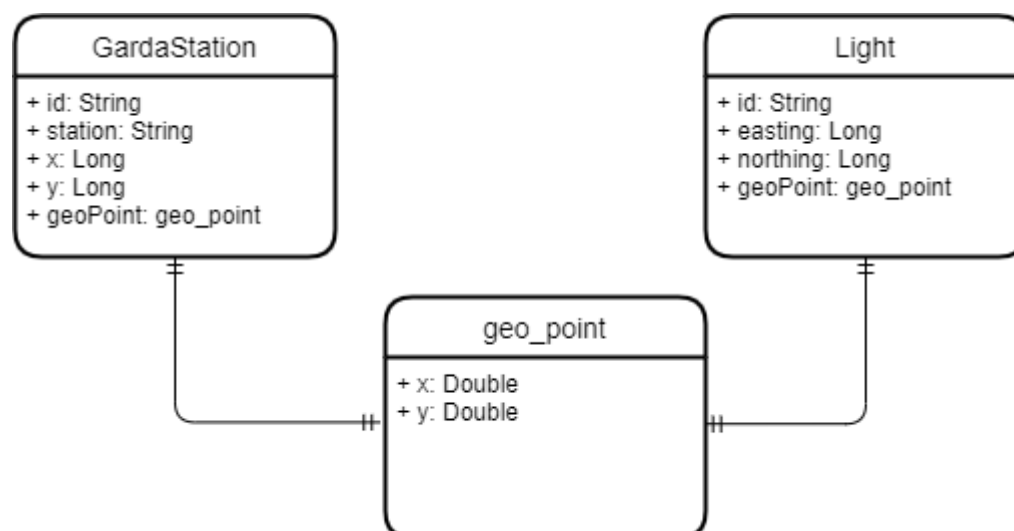 GardaStation
+ id: String
+ station: String
+ x: Long
+ y: Long
+ geoPoint: geo_point
Light
+ id: String
+ easting: Long
+ northing: Long
+ geoPoint: geo_point
geo_point
+ x: Double
+ y: Double